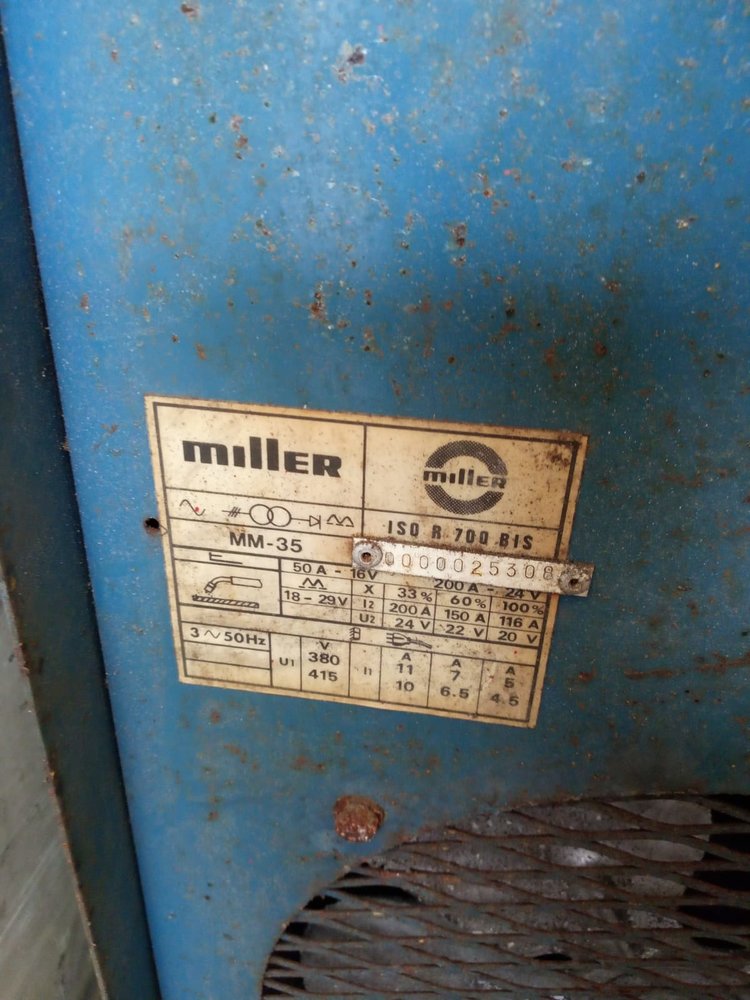 miller
miller
ISO R 700 BIS
MM-35
000002530
50 A - 16V
200 A - 24 V
X 33% 60% 100%
18 - 29V I2 200 A 150 A 116 A
U2 24 V 22 V 20 V
3 ~ 50Hz
V A A A
U1 380 I1 11 7 5
415 10 6.5 4.5